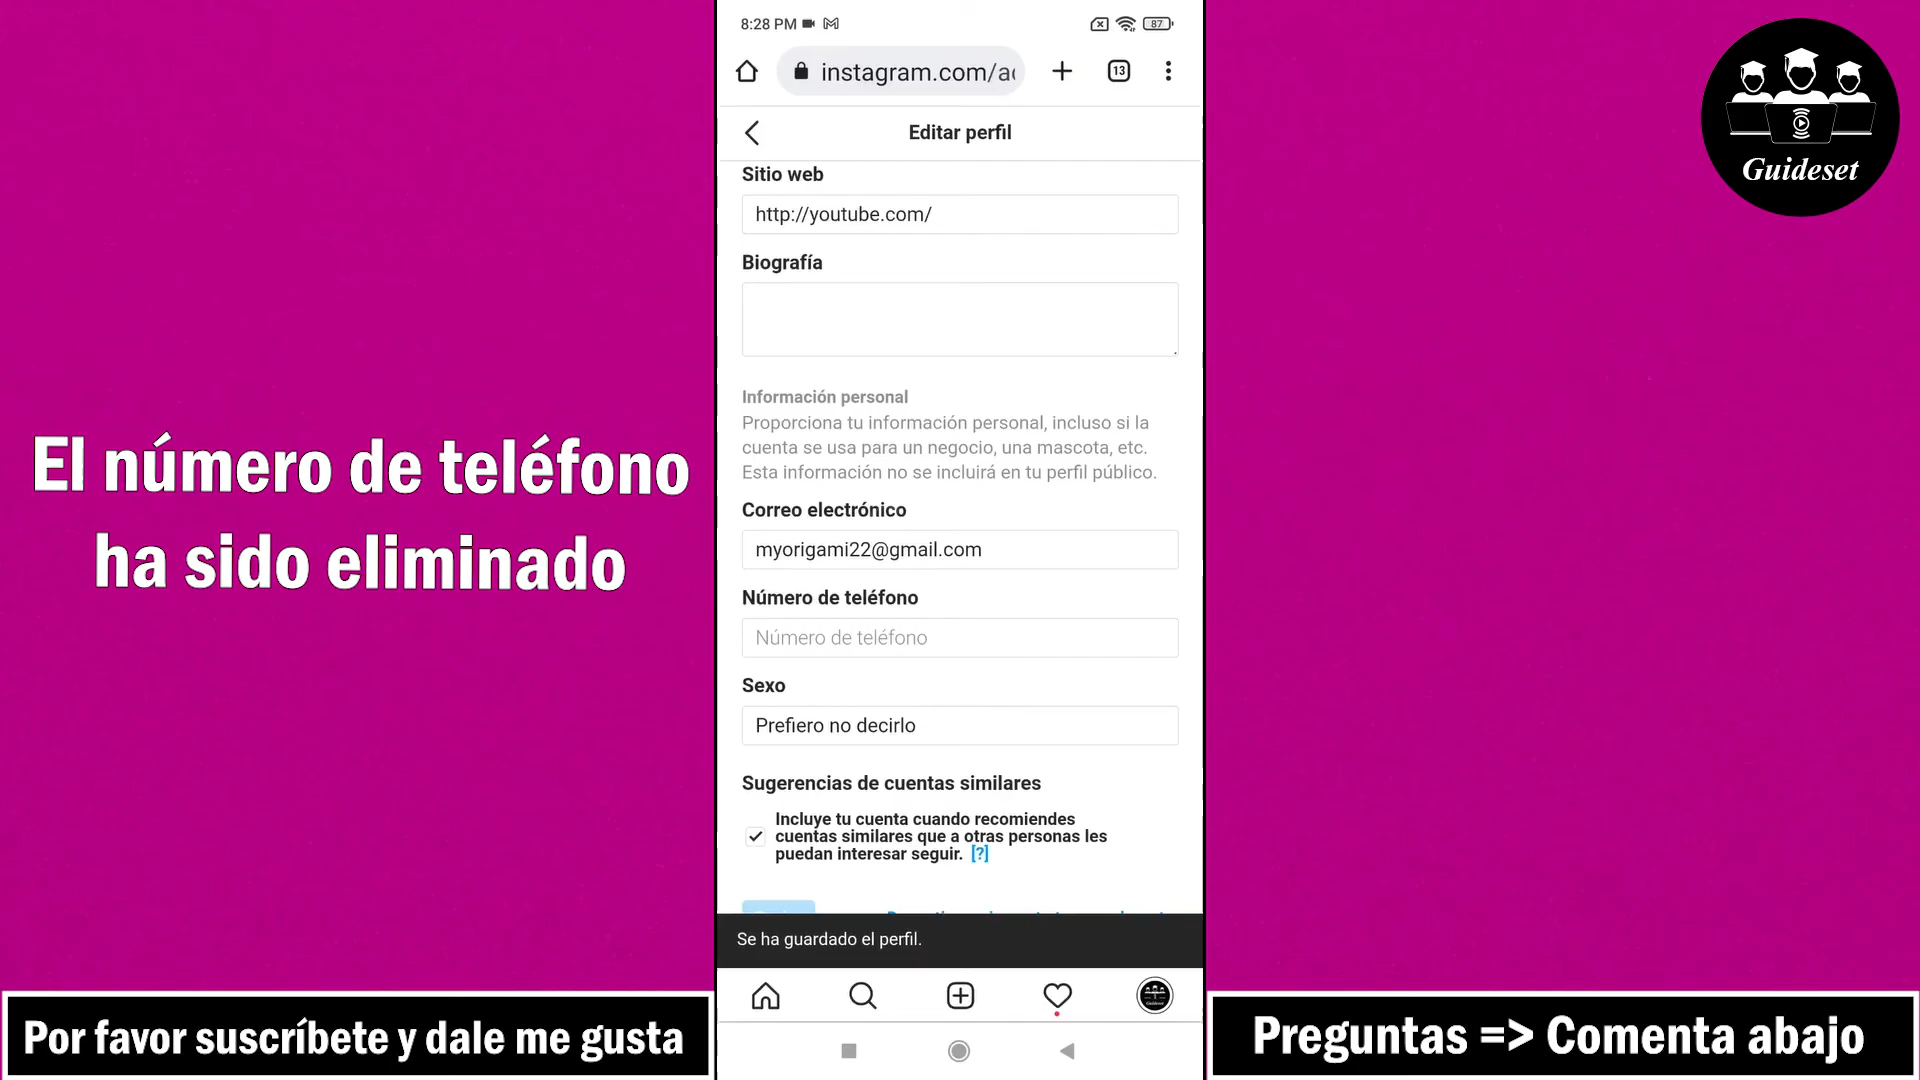 8:28 PM
87
instagram.com/a
13
Editar perfil
Sitio web
http://youtube.com/
Biografía
Información personal
Proporciona tu información personal, incluso si la
cuenta se usa para un negocio, una mascota, etc.
Esta información no se incluirá en tu perfil público.
Correo electrónico
myorigami22@gmail.com
Número de teléfono
Número de teléfono
Sexo
Prefiero no decirlo
Sugerencias de cuentas similares
Incluye tu cuenta cuando recomiendes
cuentas similares que a otras personas les
puedan interesar seguir. [?]
Se ha guardado el perfil.
El número de teléfono
ha sido eliminado
Por favor suscríbete y dale me gusta
Guideset
Preguntas => Comenta abajo